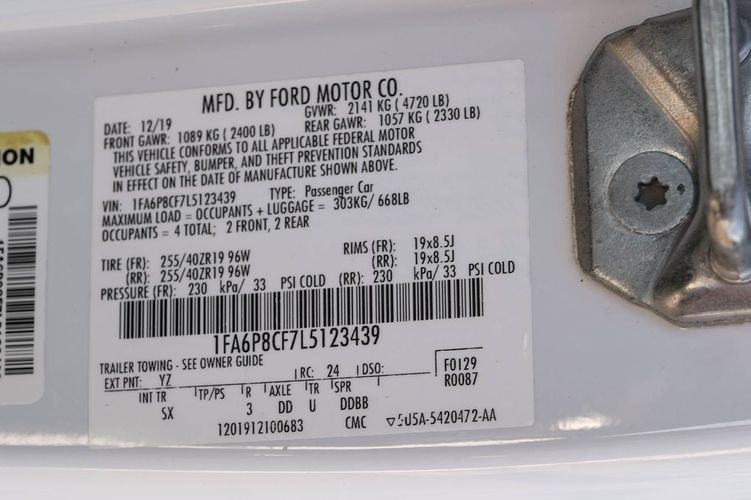 MFD. BY FORD MOTOR CO.
DATE: 12/19 GVWR: 2141 KG (4720 LB)
FRONT GAWR: 1089 KG (2400 LB) REAR GAWR: 1057 KG (2330 LB)
THIS VEHICLE CONFORMS TO ALL APPLICABLE FEDERAL MOTOR
VEHICLE SAFETY, BUMPER, AND THEFT PREVENTION STANDARDS
IN EFFECT ON THE DATE OF MANUFACTURE SHOWN ABOVE.
VIN: 1FA6P8CF7L5123439 TYPE: Passenger Car
MAXIMUM LOAD = OCCUPANTS + LUGGAGE = 303KG/ 668LB
OCCUPANTS = 4 TOTAL; 2 FRONT, 2 REAR
TIRE (FR): 255/40ZR19 96W RIMS (FR): 19x8.5J
(RR): 255/40ZR19 96W (RR): 19x8.5J
PRESSURE (FR): 230 kPa/ 33 PSI COLD (RR): 230 kPa/ 33 PSI COLD
1FA6P8CF7L5123439
TRAILER TOWING - SEE OWNER GUIDE
EXT PNT: YZ RC: 24 DSO: F0129
INT TR TP/PS R AXLE TR SPR R0087
SX 3 DD U DDBB
1201912100683 CMC 5U5A-5420472-AA
ION